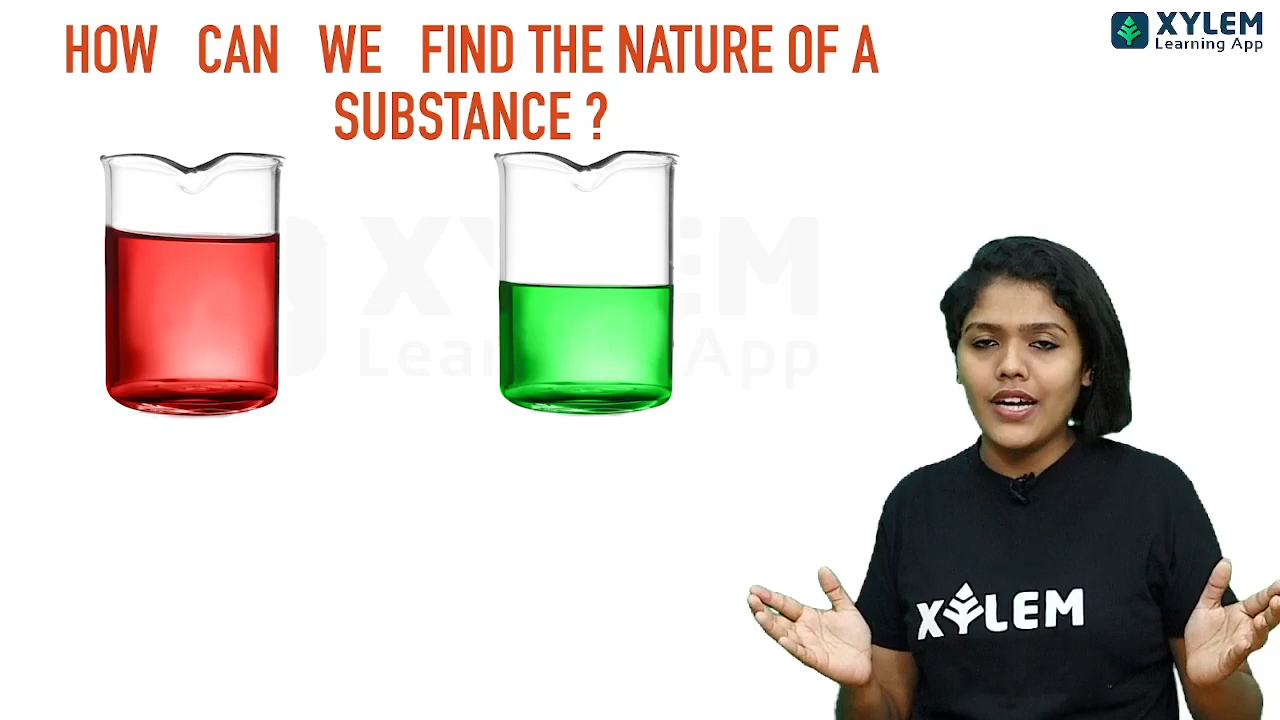 HOW CAN WE FIND THE NATURE OF A
SUBSTANCE ?
XYLEM
Learning App
XYLEM
Learning App
XYLEM